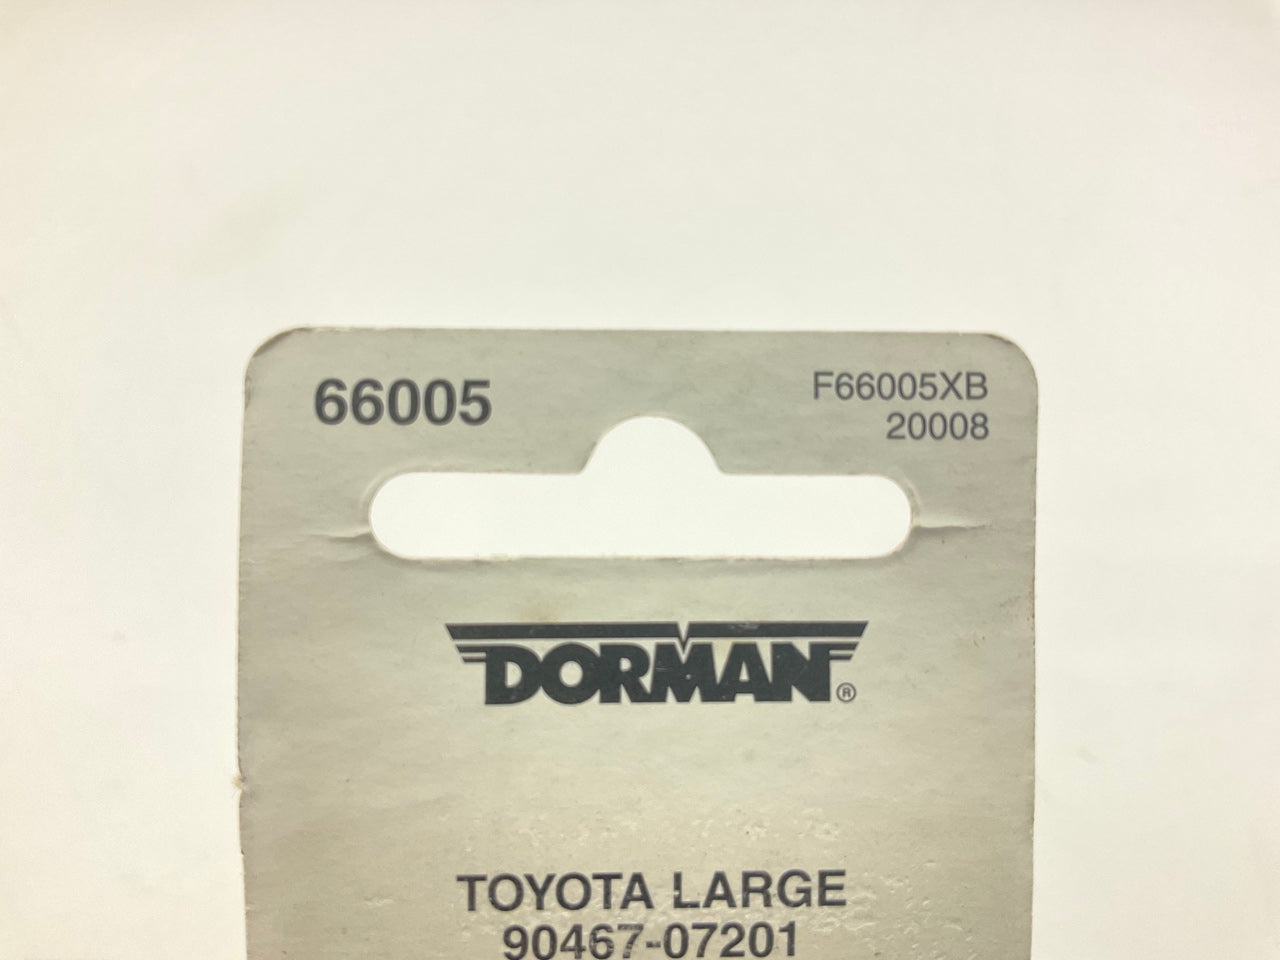 66005
F66005XB
20008
DORMAN®
TOYOTA LARGE
90467-07201